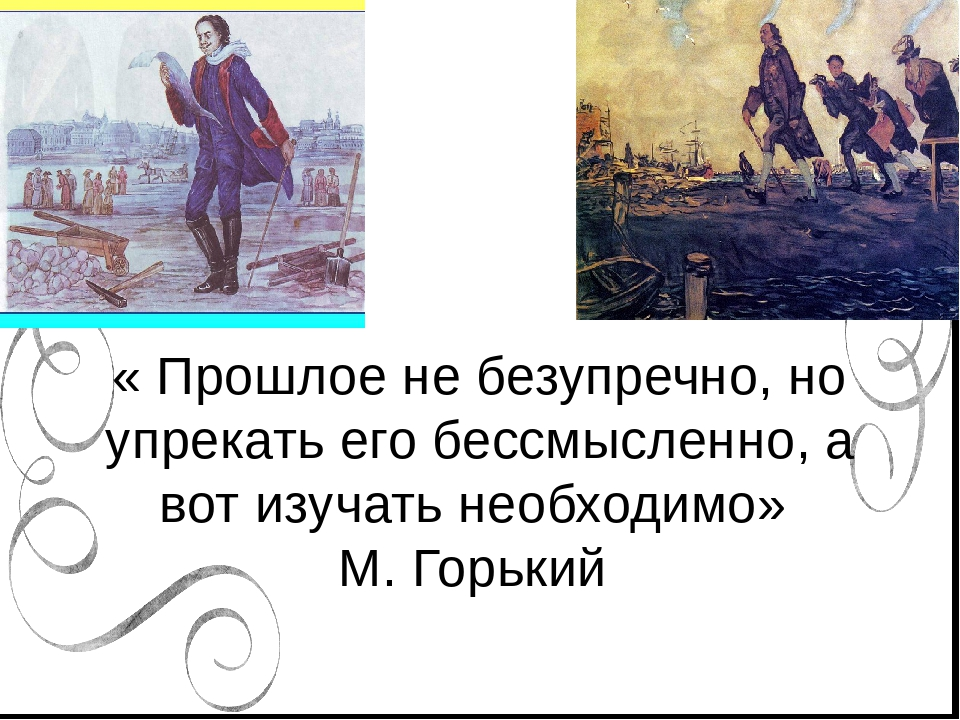 « Прошлое не безупречно, но
упрекать его бессмысленно, а
вот изучать необходимо»
М. Горький